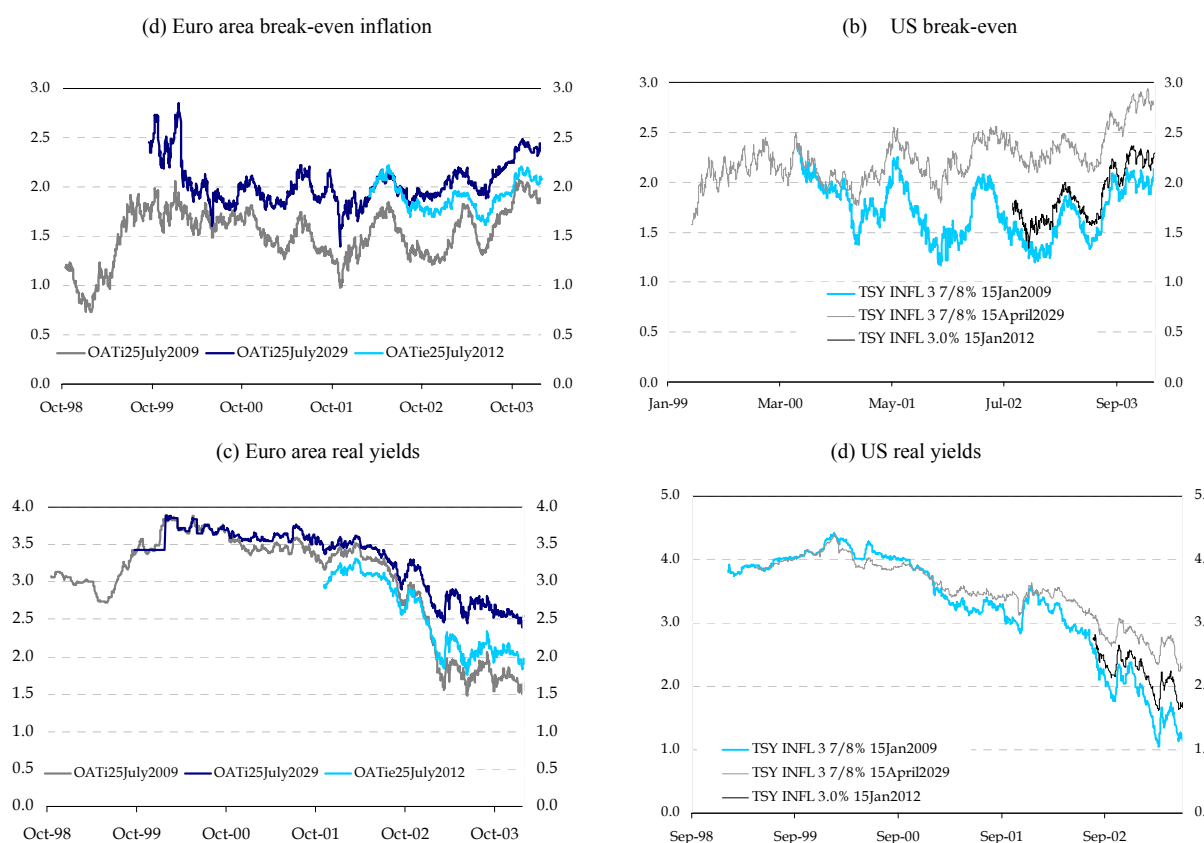 (d) Euro area break-even inflation
3.0 3.0
2.5 2.5
2.0 2.0
1.5 1.5
1.0 1.0
0.5 0.5
OATi25July2009 OATi25July2029 OATie25July2012
0.0 0.0
Oct-98 Oct-99 Oct-00 Oct-01 Oct-02 Oct-03
(b) US break-even
3.0 3.0
2.5 2.5
2.0 2.0
1.5 1.5
1.0 1.0
TSY INFL 3 7/8% 15Jan2009
TSY INFL 3 7/8% 15April2029
TSY INFL 3.0% 15Jan2012
0.5 0.5
0.0 0.0
Jan-99 Mar-00 May-01 Jul-02 Sep-03
(c) Euro area real yields
4.0 4.0
3.5 3.5
3.0 3.0
2.5 2.5
2.0 2.0
1.5 1.5
1.0 1.0
0.5 0.5
OATi25July2009 OATi25July2029 OATie25July2012
0.0 0.0
Oct-98 Oct-99 Oct-00 Oct-01 Oct-02 Oct-03
(d) US real yields
5.0 5.
4.0 4.
3.0 3.
2.0 2.
1.0 1.
TSY INFL 3 7/8% 15Jan2009
TSY INFL 3 7/8% 15April2029
TSY INFL 3.0% 15Jan2012
0.0 0.
Sep-98 Sep-99 Sep-00 Sep-01 Sep-02